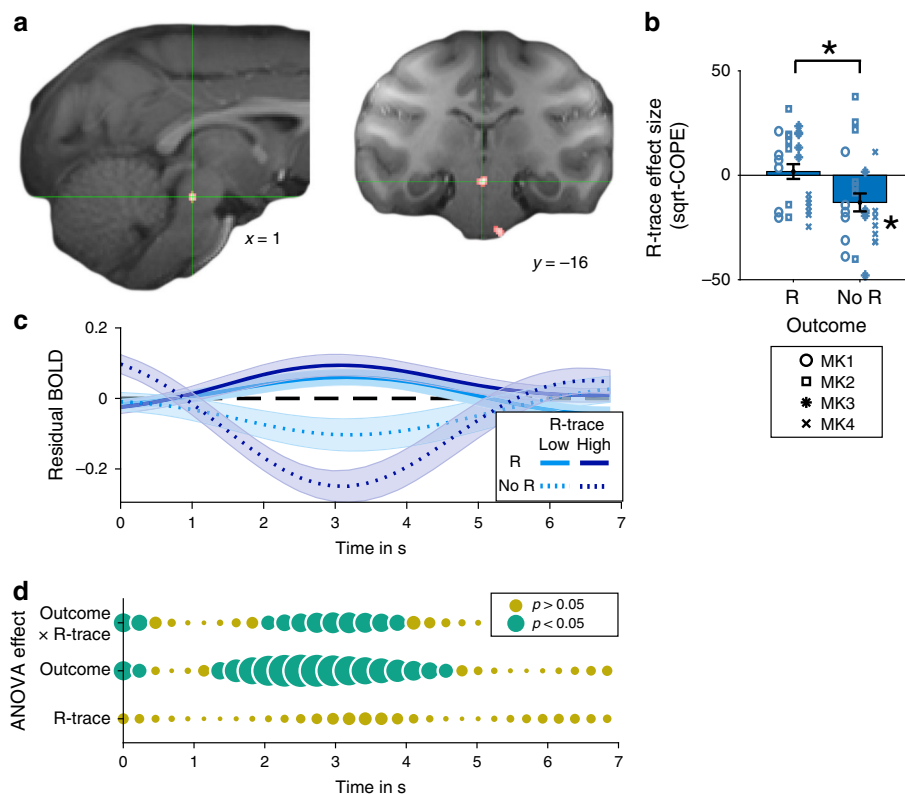 a
x = 1
y = −16
b
R-trace effect size
(sqrt-COPE)
50
0
−50
*
*
R
No R
Outcome
MK1
MK2
MK3
MK4
c
Residual BOLD
0.2
0
−0.2
R-trace
Low High
R
No R
0 1 2 3 4 5 6 7
Time in s
d
ANOVA effect
Outcome
× R-trace
Outcome
R-trace
p > 0.05
p < 0.05
0 1 2 3 4 5 6 7
Time in s